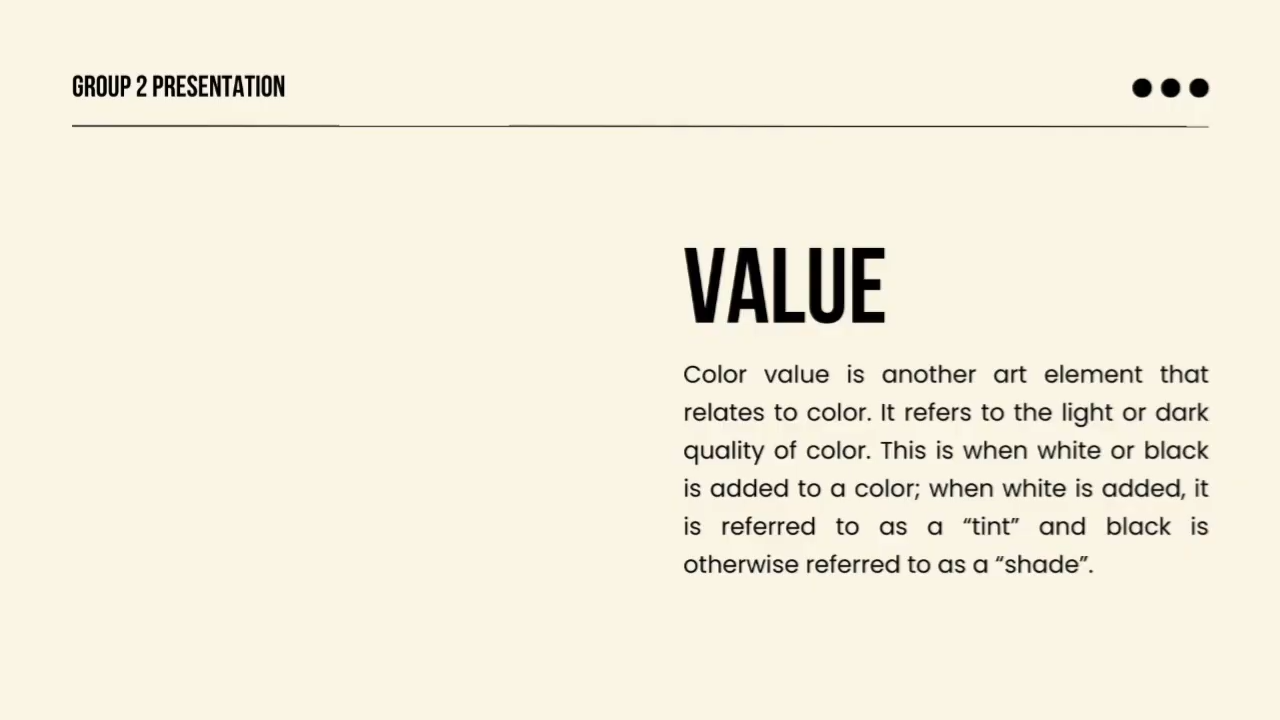 GROUP 2 PRESENTATION
VALUE
Color value is another art element that
relates to color. It refers to the light or dark
quality of color. This is when white or black
is added to a color; when white is added, it
is referred to as a “tint” and black is
otherwise referred to as a “shade”.